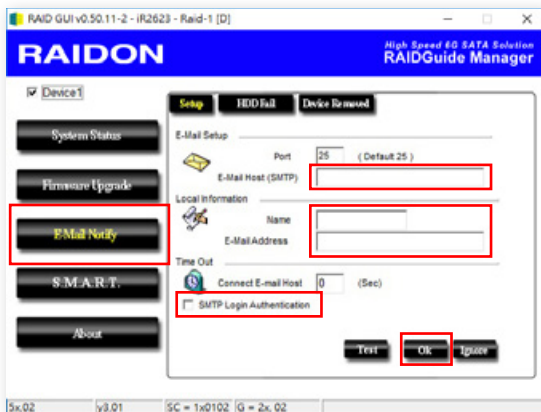 RAID GUI v0.50.11-2 - iR2623 - Raid-1 [D]
RAIDON
High Speed 6G SATA Solution
RAIDGuide Manager
Device1
Setup HDD Fail Device Removed
System Status
Firmware Upgrade
E-Mail Notify
S.M.A.R.T.
About
E-Mail Setup
Port 25 ( Default 25 )
E-Mail Host (SMTP)
Local Information
Name
E-Mail Address
Time Out
Connect E-mail Host 0 (Sec)
SMTP Login Authentication
Test Ok Ignore
5x.02 v3.01 SC = 1x0102 G = 2x. 02